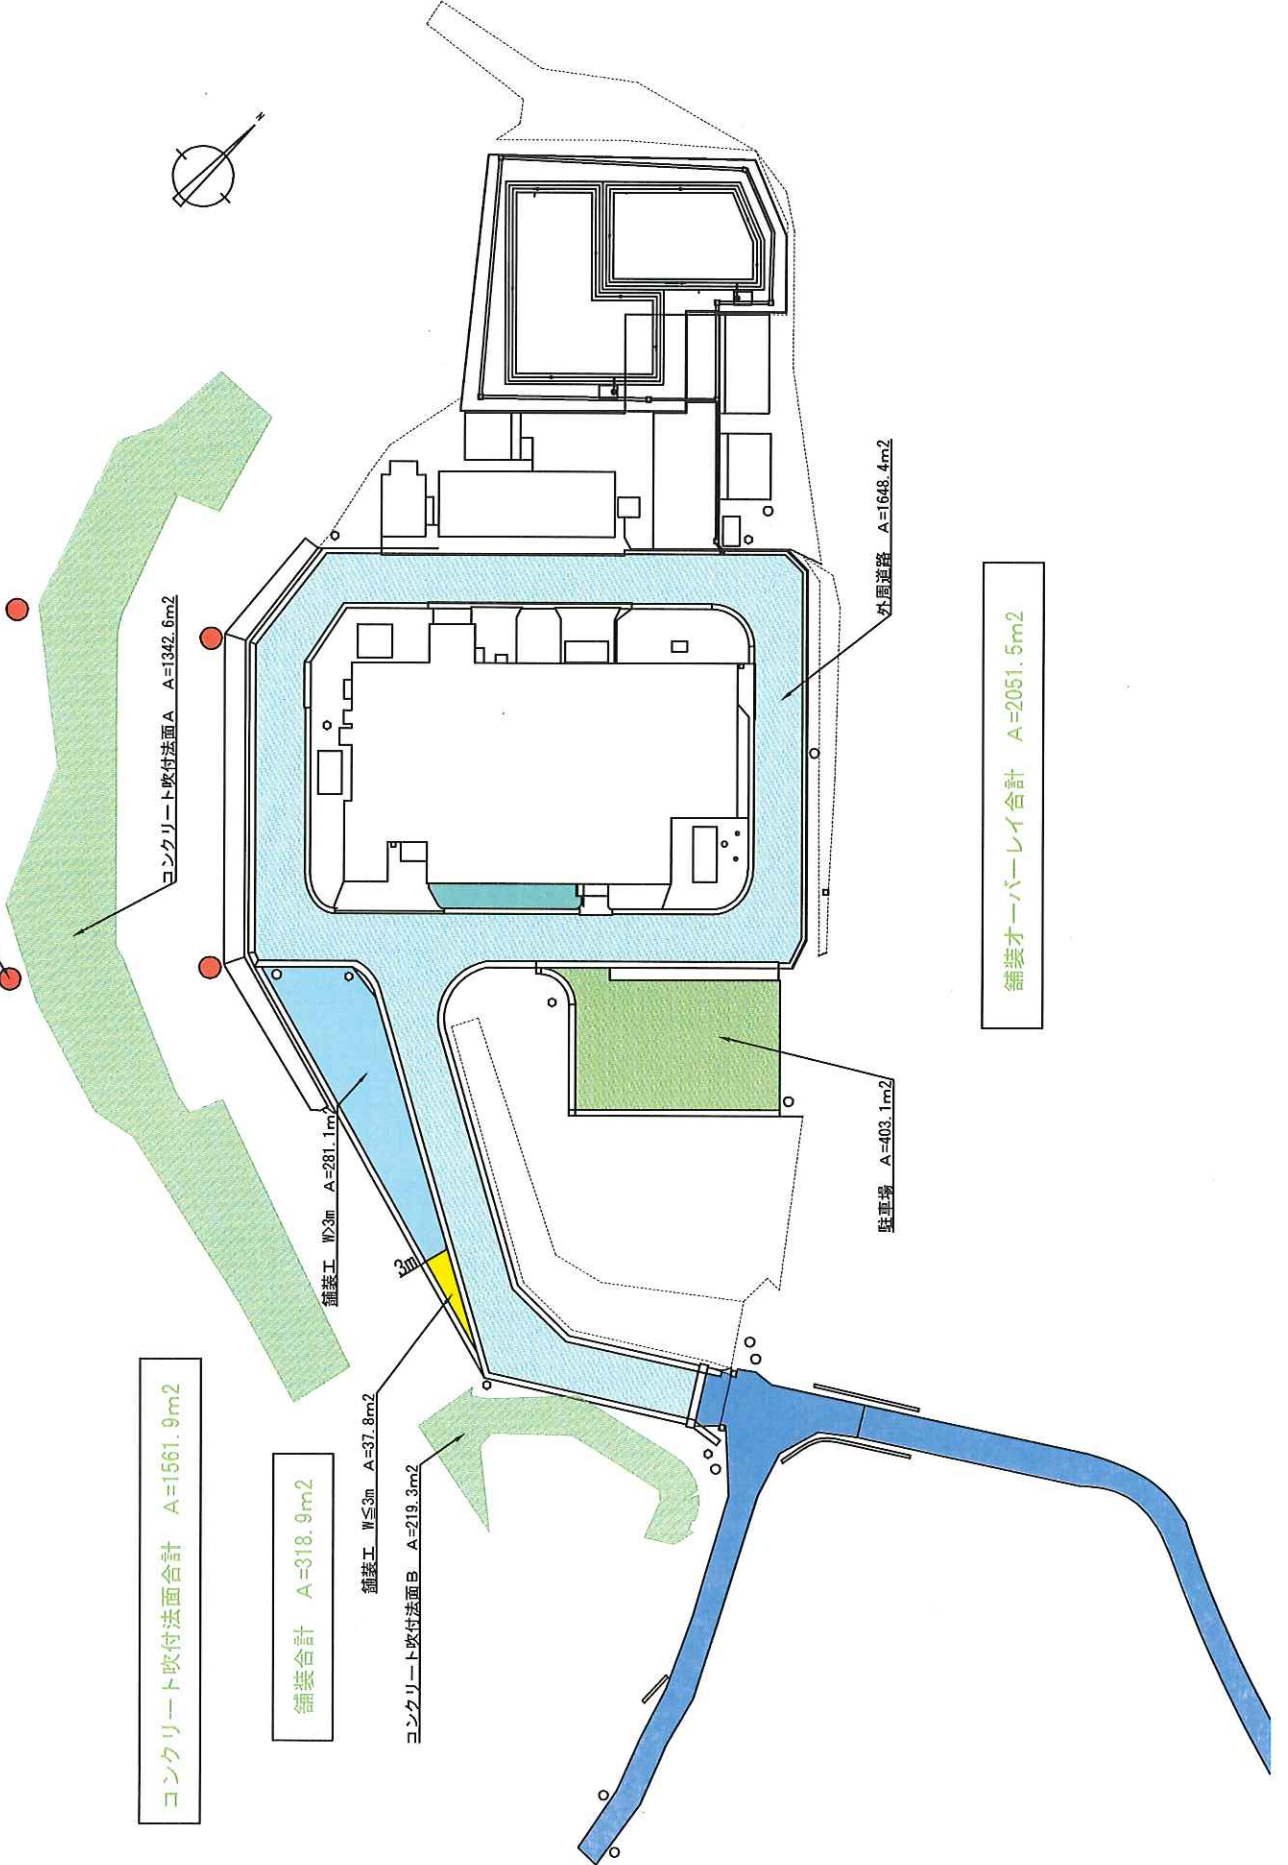 コンクリート吹付法面A　A=1342.6m2
外周道路　A=1648.4m2
舗装オーバーレイ合計　A=2051.5m2
舗装工　W>3m　A=281.1m2
3m
駐車場　A=403.1m2
舗装工　W≦3m　A=37.8m2
コンクリート吹付法面B　A=219.3m2
コンクリート吹付法面合計　A=1561.9m2
舗装合計　A=318.9m2
N